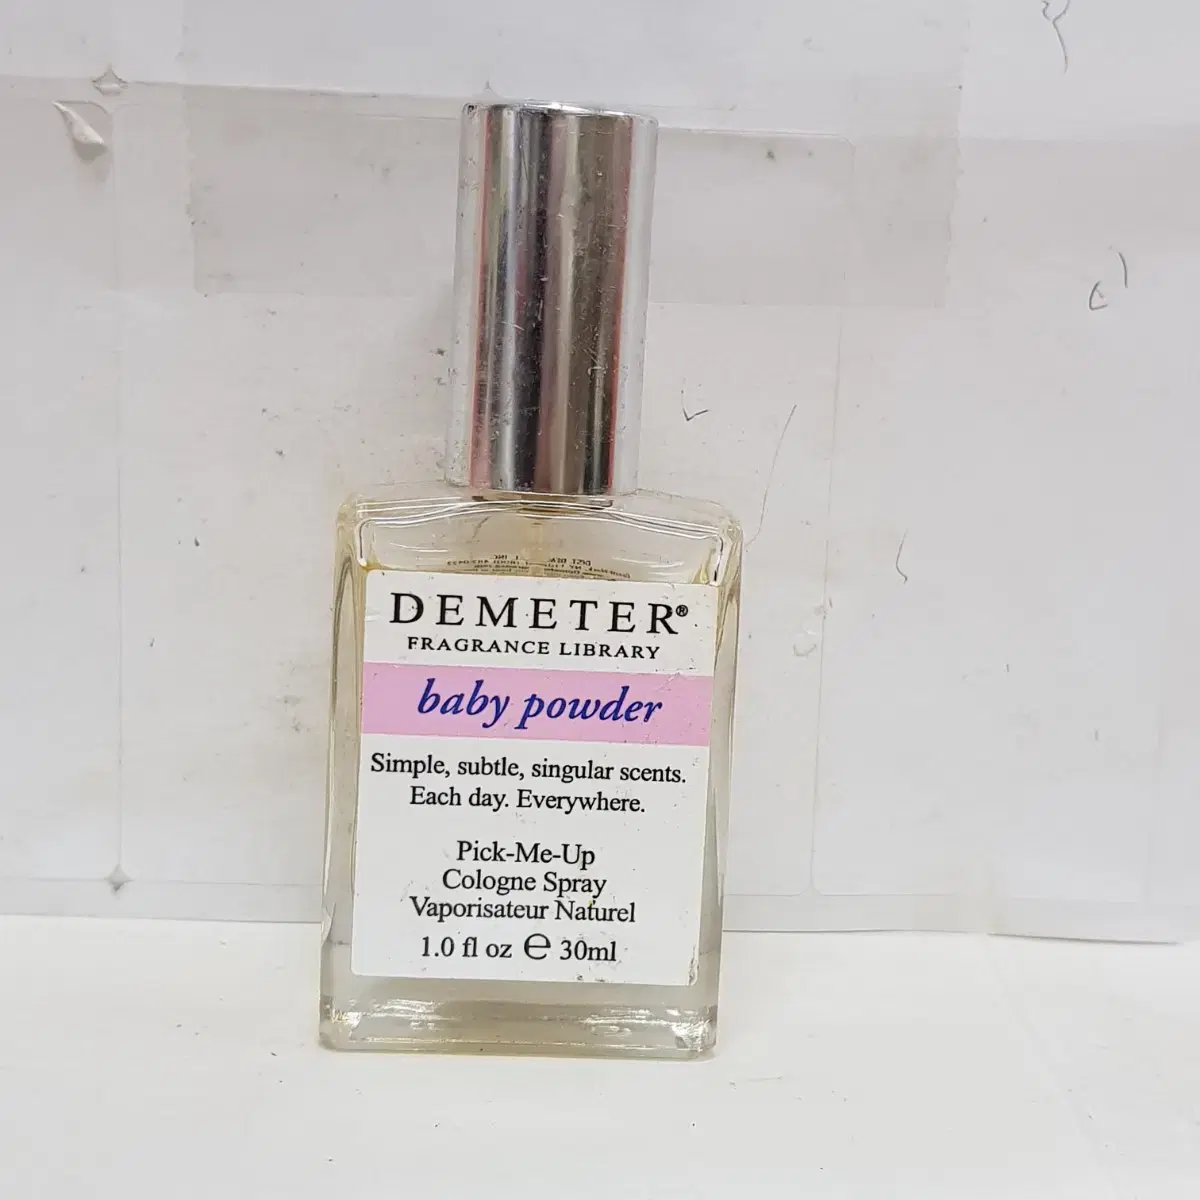 DEMETER®
FRAGRANCE LIBRARY
baby powder
Simple, subtle, singular scents.
Each day. Everywhere.
Pick-Me-Up
Cologne Spray
Vaporisateur Naturel
1.0 fl oz ℮ 30ml